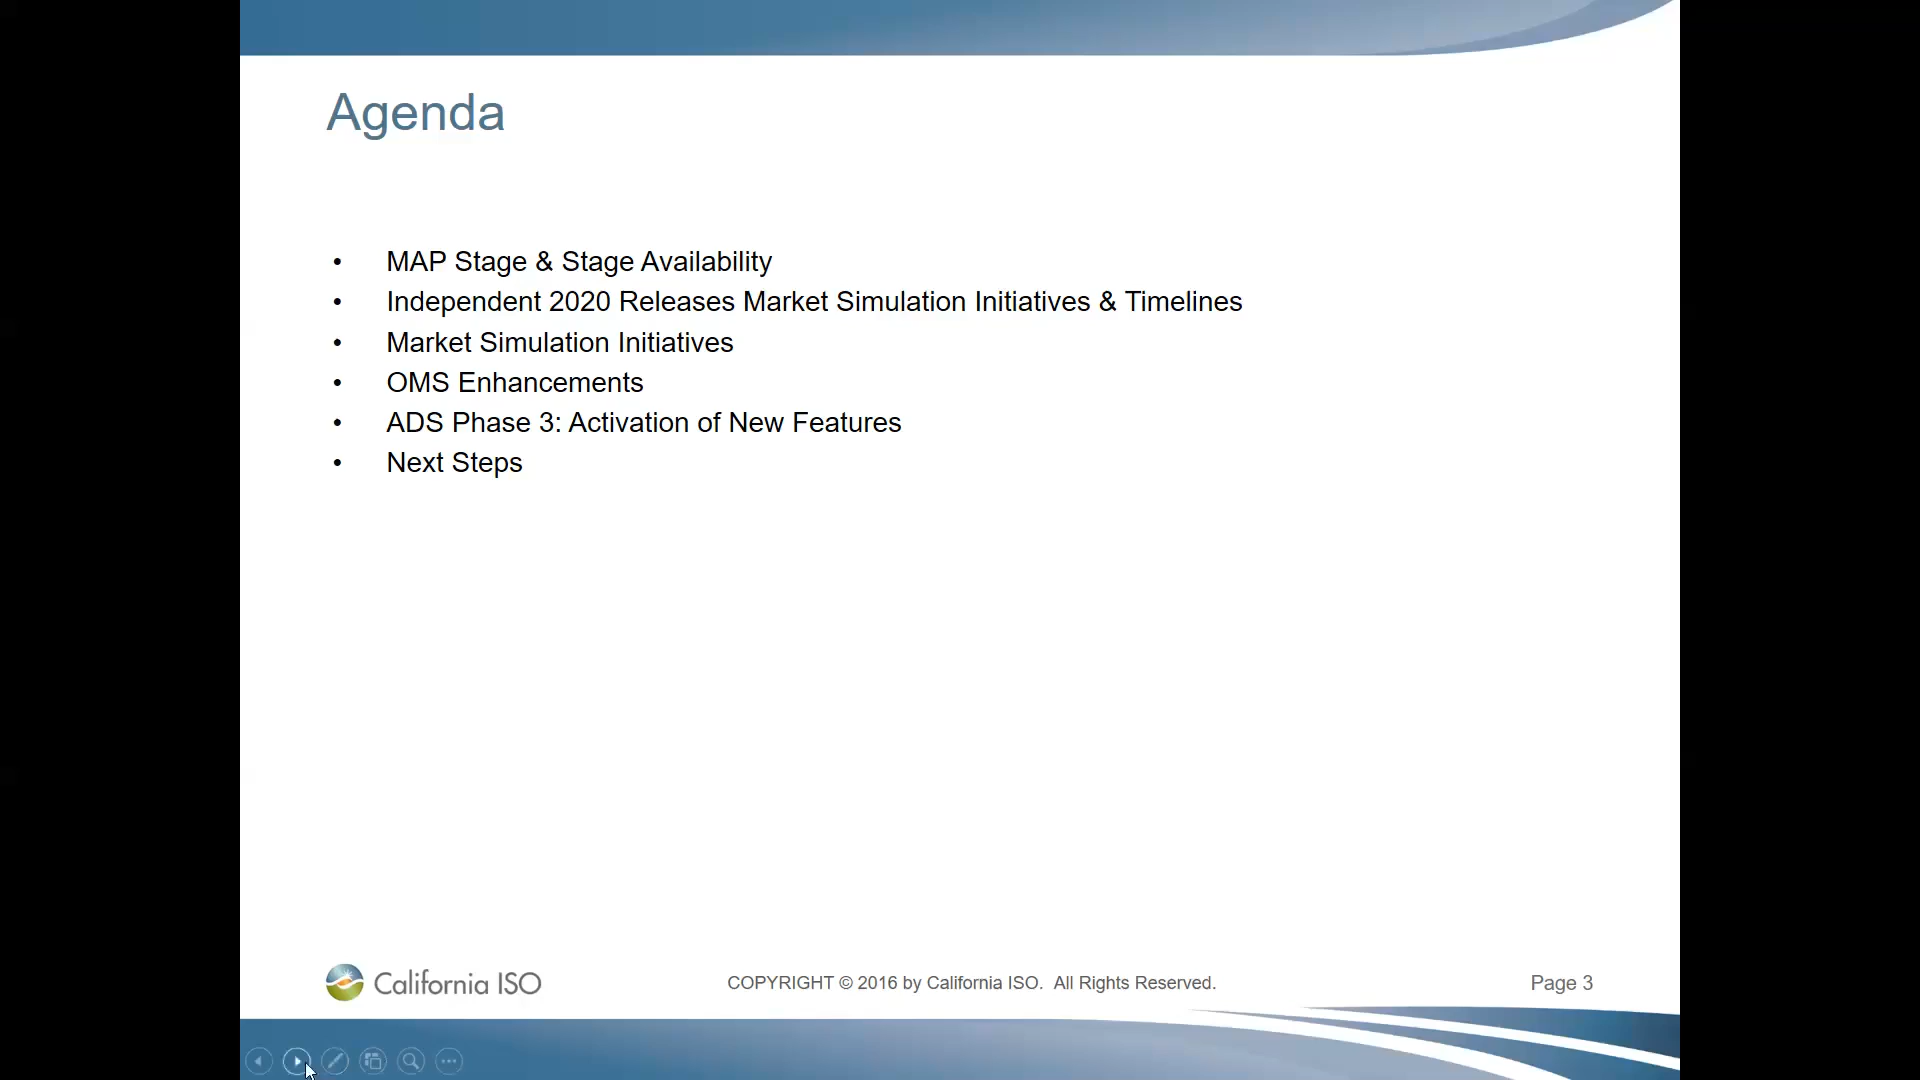 Agenda
• MAP Stage & Stage Availability
• Independent 2020 Releases Market Simulation Initiatives & Timelines
• Market Simulation Initiatives
• OMS Enhancements
• ADS Phase 3: Activation of New Features
• Next Steps
California ISO
COPYRIGHT © 2016 by California ISO. All Rights Reserved.
Page 3